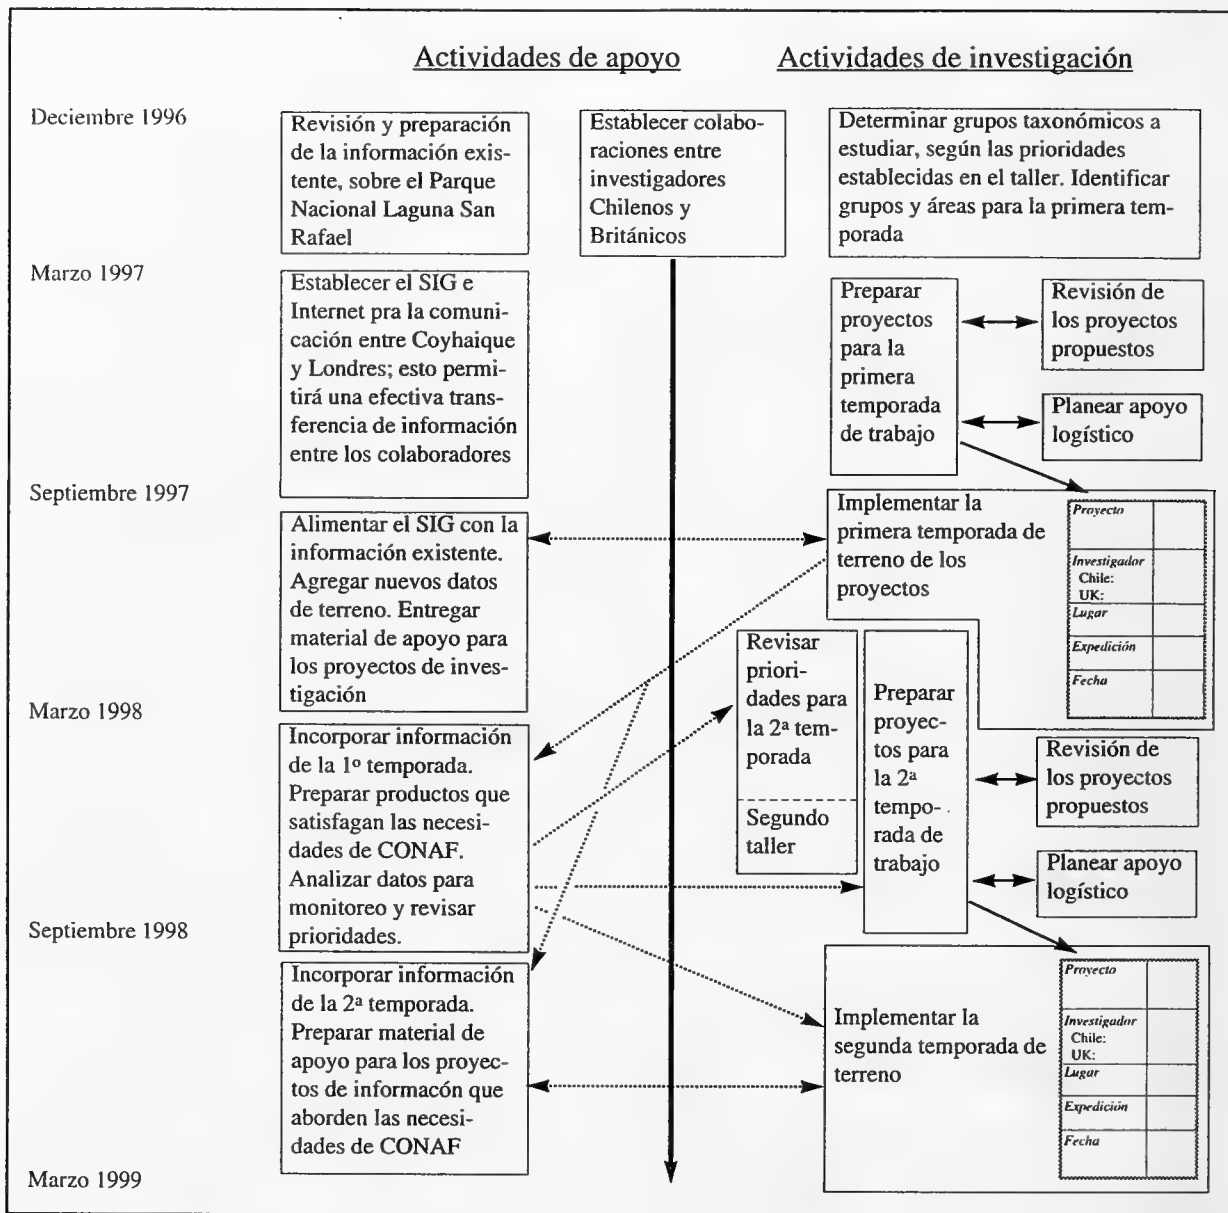 Actividades de apoyo
Actividades de investigación
Deciembre 1996
Revisión y preparación
de la información exis-
tente, sobre el Parque
Nacional Laguna San
Rafael
Establecer colabo-
raciones entre
investigadores
Chilenos y
Británicos
Determinar grupos taxonómicos a
estudiar, según las prioridades
establecidas en el taller. Identificar
grupos y áreas para la primera tem-
porada
Marzo 1997
Establecer el SIG e
Internet pra la comuni-
cación entre Coyhaique
y Londres; esto permi-
tirá una efectiva trans-
ferencia de información
entre los colaboradores
Preparar
proyectos
para la
primera
temporada
de trabajo
Revisión de
los proyectos
propuestos
Planear apoyo
logístico
Septiembre 1997
Alimentar el SIG con la
información existente.
Agregar nuevos datos
de terreno. Entregar
material de apoyo para
los proyectos de inves-
tigación
Implementar la
primera temporada de
terreno de los
proyectos
Proyecto
Investigador
Chile:
UK:
Lugar
Expedición
Fecha
Marzo 1998
Incorporar información
de la 1º temporada.
Preparar productos que
satisfagan las necesi-
dades de CONAF.
Analizar datos para
monitoreo y revisar
prioridades.
Revisar
priori-
dades para
la 2ª tem-
porada
Segundo
taller
Preparar
proyec-
tos para
la 2ª
tempo-
rada de
trabajo
Revisión de
los proyectos
propuestos
Planear apoyo
logístico
Septiembre 1998
Incorporar información
de la 2ª temporada.
Preparar material de
apoyo para los proyec-
tos de informacón que
aborden las necesi-
dades de CONAF
Implementar la
segunda temporada de
terreno
Proyecto
Investigador
Chile:
UK:
Lugar
Expedición
Fecha
Marzo 1999